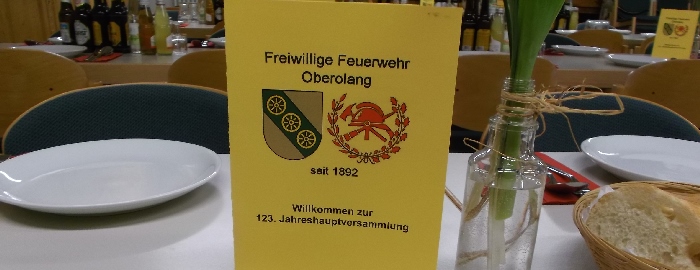 Freiwillige Feuerwehr
Oberolang
seit 1892
Willkommen zur
123. Jahreshauptversammlung